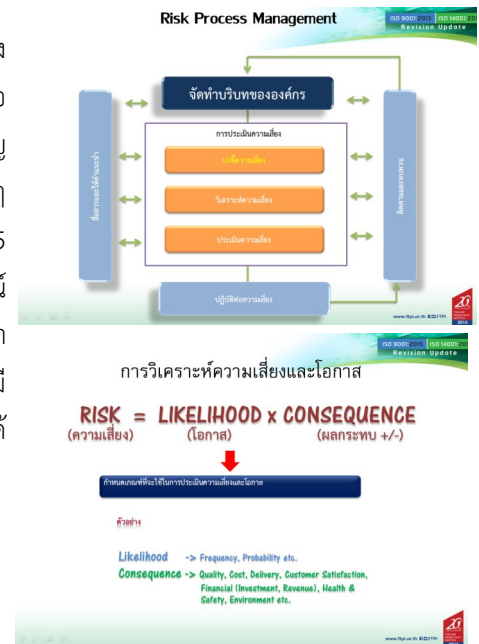 Risk Process Management
ISO 9001:2015 ISO 14001:201
Revision Update
จัดทำบริบทขององค์กร
การประเมินความเสี่ยง
บ่งชี้ความเสี่ยง
วิเคราะห์ความเสี่ยง
ประเมินความเสี่ยง
สื่อสารและให้คำแนะนำ
ติดตามและทบทวน
ปฏิบัติต่อความเสี่ยง
www.ftpi.or.th
ISO 9001:2015 ISO 14001:201
Revision Update
การวิเคราะห์ความเสี่ยงและโอกาส
RISK = LIKELIHOOD x CONSEQUENCE
(ความเสี่ยง) (โอกาส) (ผลกระทบ +/-)
กำหนดเกณฑ์ที่จะใช้ในการประเมินความเสี่ยงและโอกาส
ตัวอย่าง
Likelihood -> Frequency, Probability etc.
Consequence -> Quality, Cost, Delivery, Customer Satisfaction,
Financial (Investment, Revenue), Health &
Safety, Environment etc.
www.ftpi.or.th